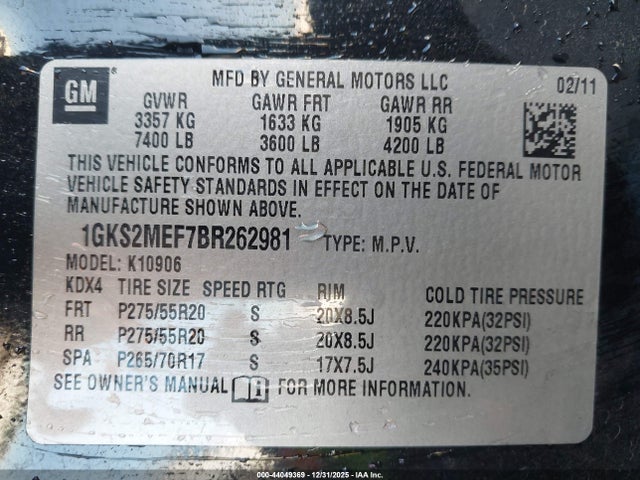 GM ® MFD BY GENERAL MOTORS LLC 02/11
GVWR GAWR FRT GAWR RR
3357 KG 1633 KG 1905 KG
7400 LB 3600 LB 4200 LB
THIS VEHICLE CONFORMS TO ALL APPLICABLE U.S. FEDERAL MOTOR
VEHICLE SAFETY STANDARDS IN EFFECT ON THE DATE OF
MANUFACTURE SHOWN ABOVE.
1GKS2MEF7BR262981 TYPE: M.P.V.
MODEL: K10906
KDX4 TIRE SIZE SPEED RTG RIM COLD TIRE PRESSURE
FRT P275/55R20 S 20X8.5J 220KPA(32PSI)
RR P275/55R20 S 20X8.5J 220KPA(32PSI)
SPA P265/70R17 S 17X7.5J 240KPA(35PSI)
SEE OWNER'S MANUAL i FOR MORE INFORMATION.
© IAA: 44049369 - 12/31/2025 - IAA Inc.